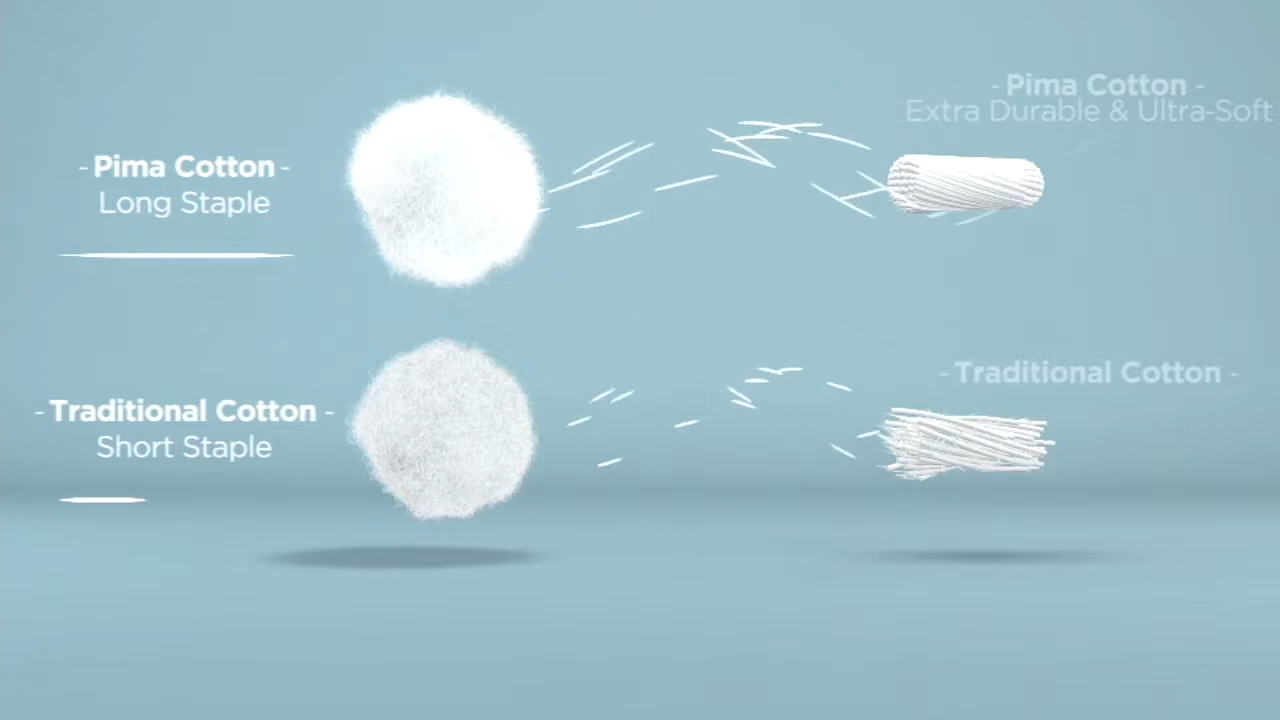 - Pima Cotton -
Long Staple
- Pima Cotton -
Extra Durable & Ultra-Soft
- Traditional Cotton -
Short Staple
- Traditional Cotton -